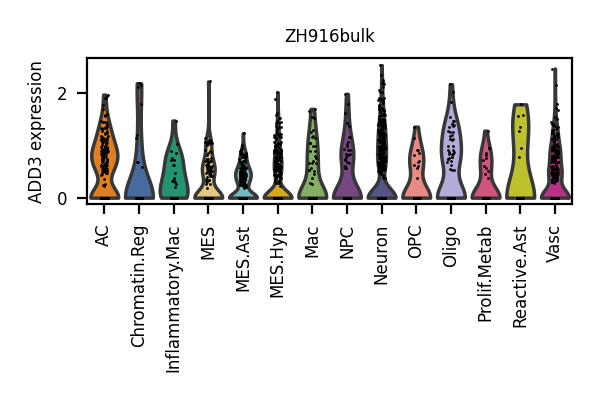 ZH916bulk
ADD3 expression
2
0
AC
Chromatin.Reg
Inflammatory.Mac
MES
MES.Ast
MES.Hyp
Mac
NPC
Neuron
OPC
Oligo
Prolif.Metab
Reactive.Ast
Vasc